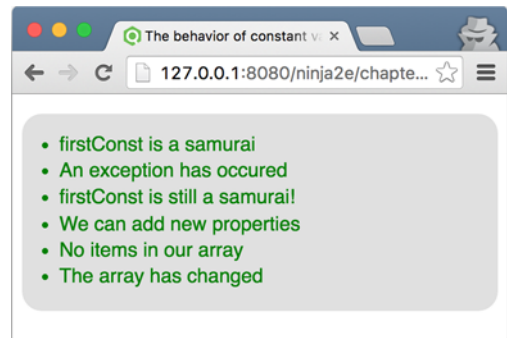 The behavior of constant va
127.0.0.1:8080/ninja2e/chapte...
firstConst is a samurai
An exception has occured
firstConst is still a samurai!
We can add new properties
No items in our array
The array has changed